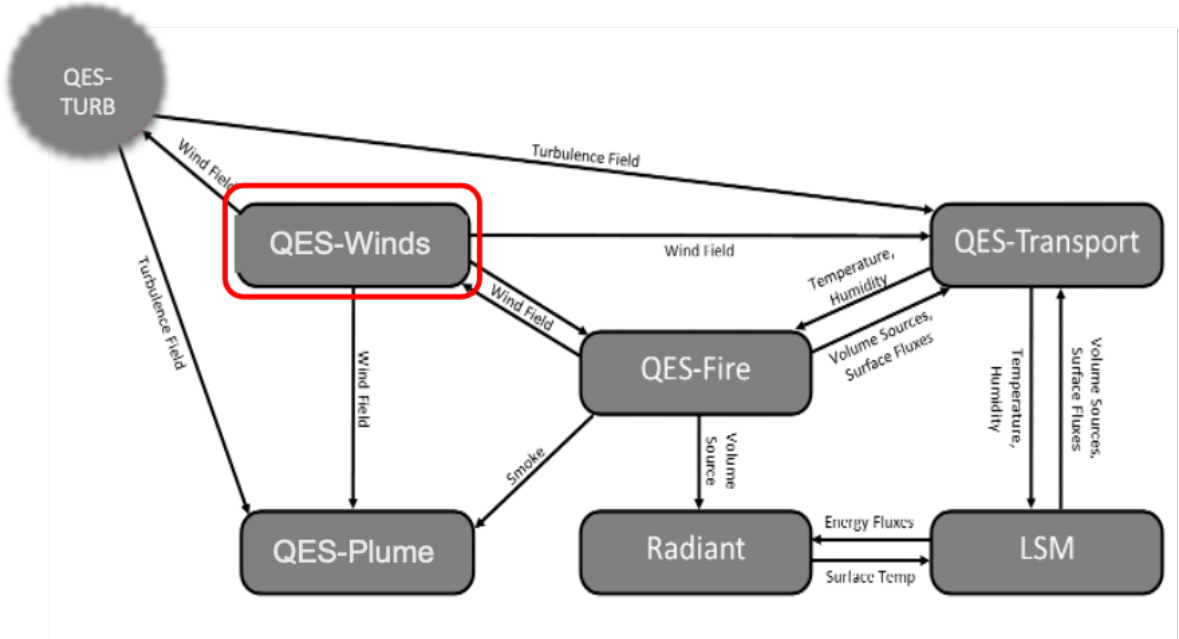 QES-
TURB
Wind Field
Turbulence Field
QES-Winds
Wind Field
QES-Transport
Turbulence Field
Wind Field
Temperature,
Humidity
Volume Sources,
Surface Fluxes
QES-Fire
Wind Field
Temperature,
Humidity
Volume Sources,
Surface Fluxes
Smoke
Volume
Source
QES-Plume
Radiant
Energy Fluxes
Surface Temp
LSM